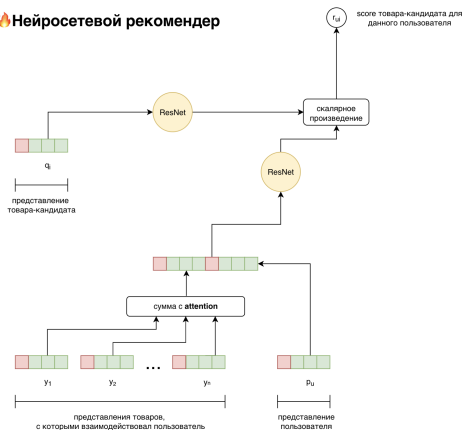 🔥Нейросетевой рекомендер
r_ui
score товара-кандидата для
данного пользователя
ResNet
скалярное
произведение
ResNet
q_i
представление
товара-кандидата
сумма с attention
y_1
y_2
...
y_n
p_u
представления товаров,
с которыми взаимодействовал пользователь
представление
пользователя